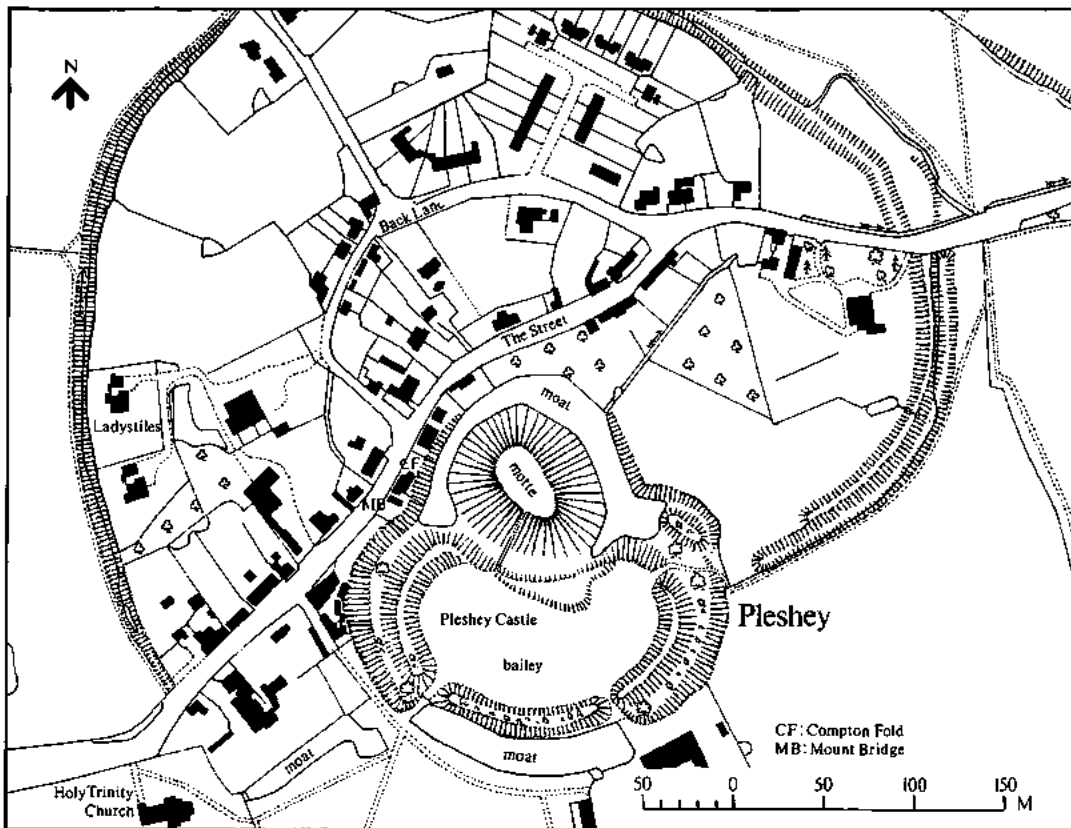 N
Back Lane
The Street
moat
Ladystiles
motte
CF
MB
Pleshey Castle
Pleshey
bailey
CF: Compton Fold
MB: Mount Bridge
moat
moat
Holy Trinity
Church
50 0 50 100 150
M